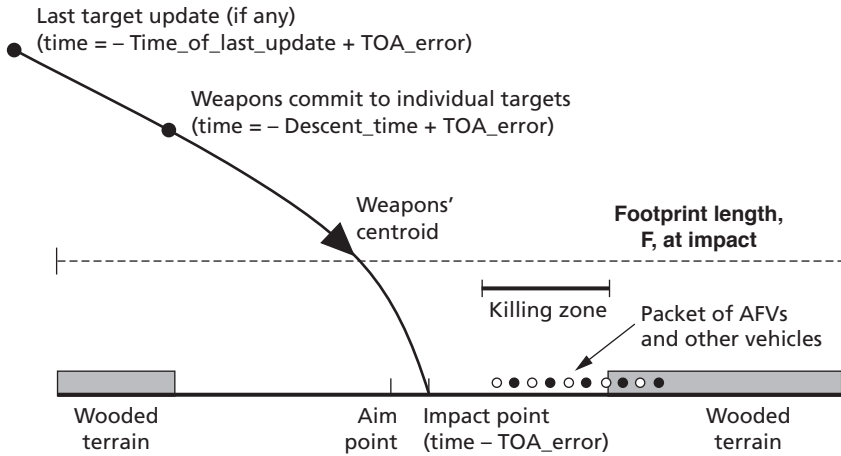 Last target update (if any)
(time = – Time_of_last_update + TOA_error)
Weapons commit to individual targets
(time = – Descent_time + TOA_error)
Weapons’
centroid
Footprint length,
F, at impact
Killing zone
Packet of AFVs
and other vehicles
Wooded
terrain
Aim
point
Impact point
(time – TOA_error)
Wooded
terrain